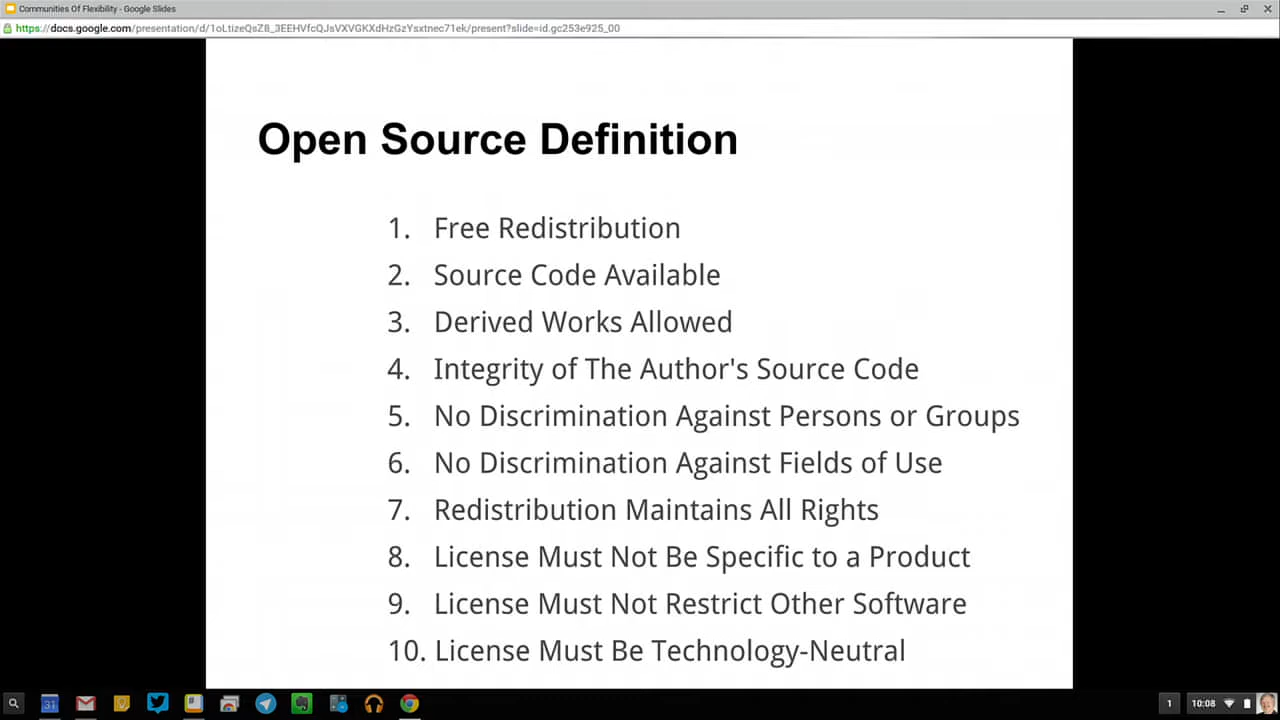 Communities Of Flexibility - Google Slides
https://docs.google.com/presentation/d/1oLtizeQsZ8_3EEHVfcQJsVXVGKXdHzGzYsxtnec71ek/present?slide=id.gc253e925_00
Open Source Definition
1. Free Redistribution
2. Source Code Available
3. Derived Works Allowed
4. Integrity of The Author's Source Code
5. No Discrimination Against Persons or Groups
6. No Discrimination Against Fields of Use
7. Redistribution Maintains All Rights
8. License Must Not Be Specific to a Product
9. License Must Not Restrict Other Software
10. License Must Be Technology-Neutral
31
1
10:08